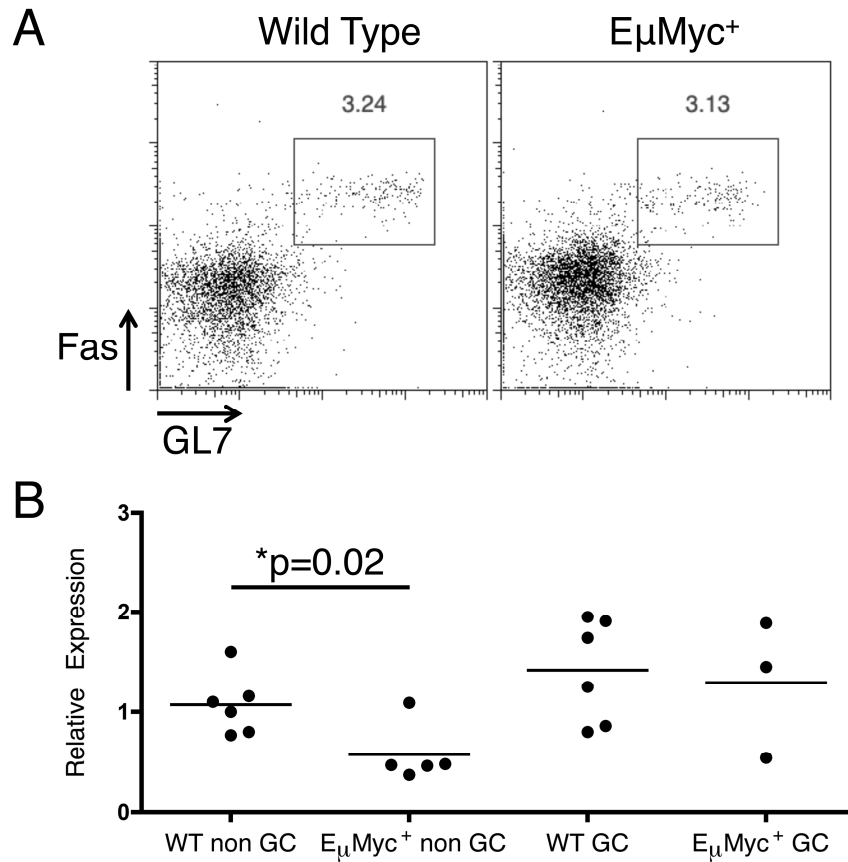 A
Wild Type
EμMyc⁺
3.24
3.13
Fas
GL7
B
3
2
1
0
Relative Expression
*p=0.02
WT non GC
EμMyc⁺ non GC
WT GC
EμMyc⁺ GC